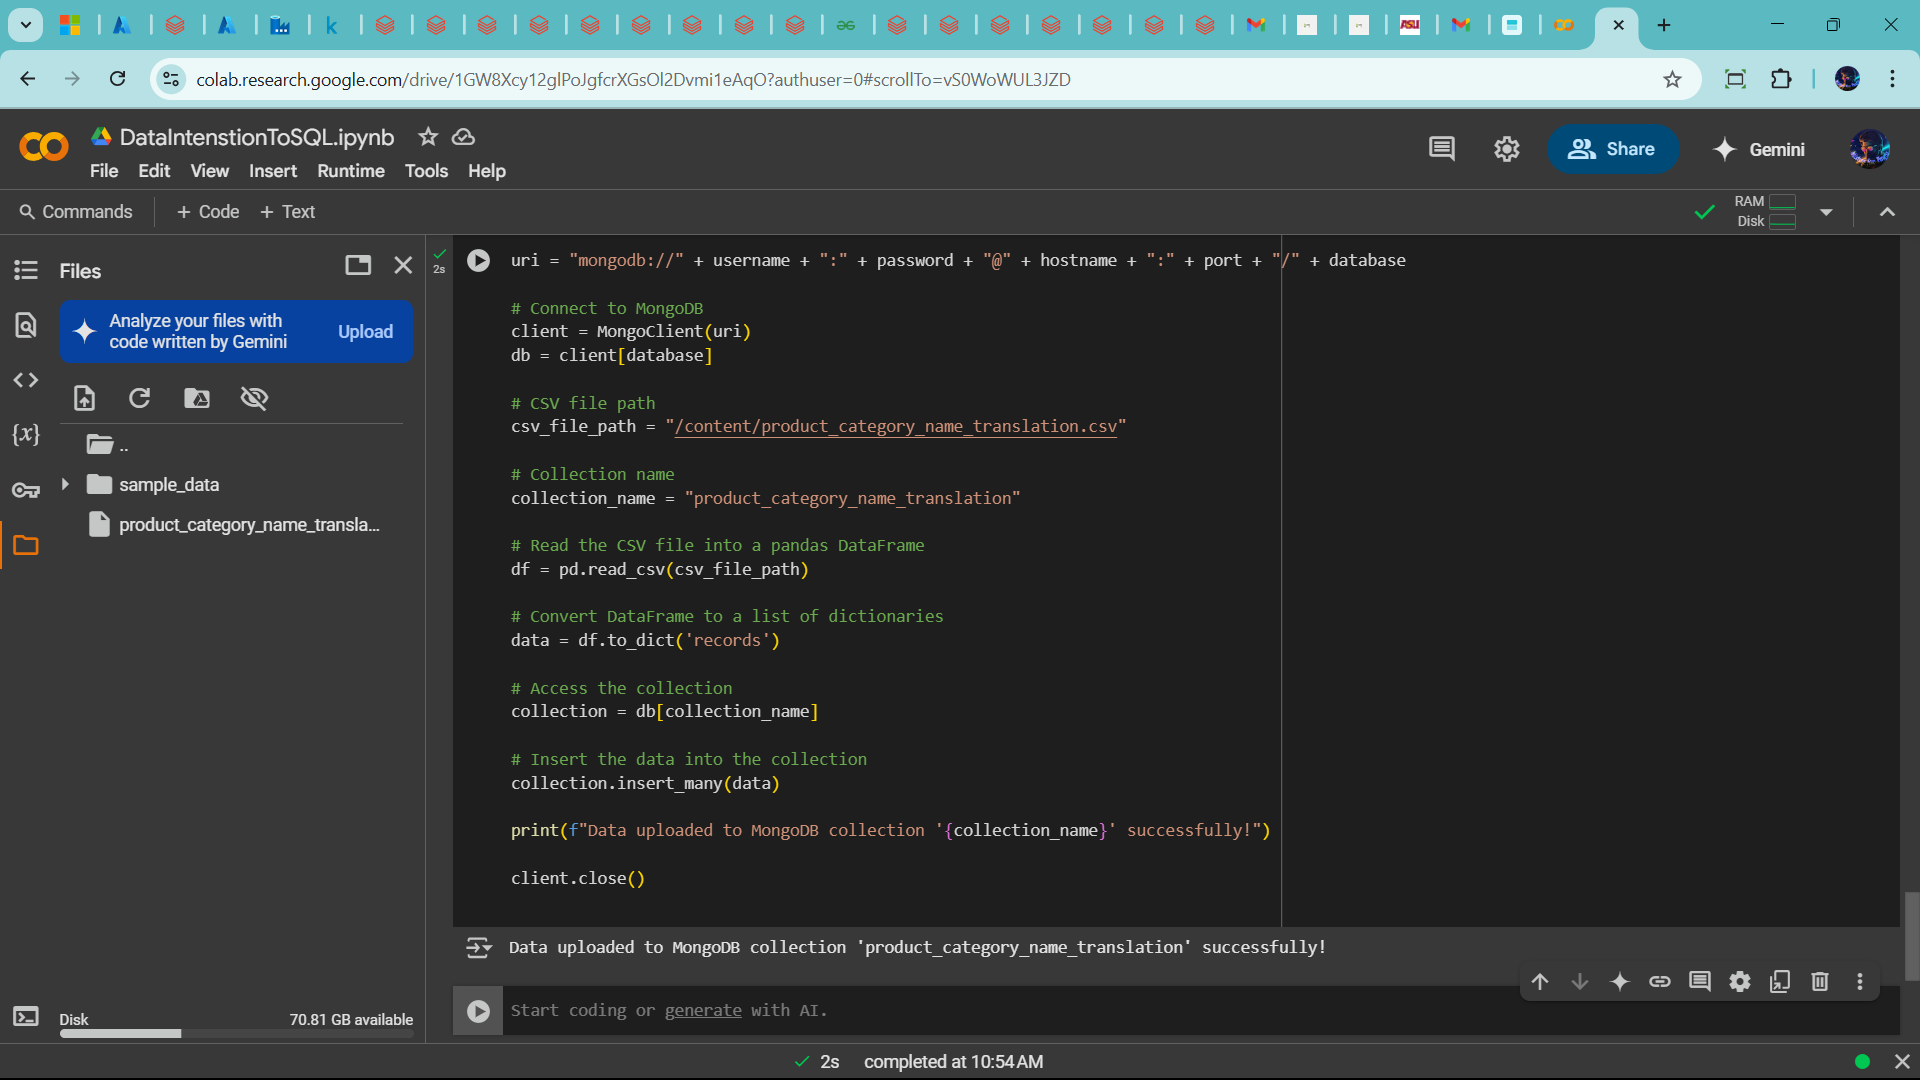 colab.research.google.com/drive/1GW8Xcy12glPoJgfcrXGsOl2Dvmi1eAqO?authuser=0#scrollTo=vS0WoWUL3JZD
DataIntenstionToSQL.ipynb
File Edit View Insert Runtime Tools Help
Share
Gemini
Commands + Code + Text
RAM
Disk
Files
Analyze your files with
code written by Gemini
Upload
..
sample_data
product_category_name_transla...
Disk 70.81 GB available
2s
uri = "mongodb://" + username + ":" + password + "@" + hostname + ":" + port + "/" + database
# Connect to MongoDB
client = MongoClient(uri)
db = client[database]
# CSV file path
csv_file_path = "/content/product_category_name_translation.csv"
# Collection name
collection_name = "product_category_name_translation"
# Read the CSV file into a pandas DataFrame
df = pd.read_csv(csv_file_path)
# Convert DataFrame to a list of dictionaries
data = df.to_dict('records')
# Access the collection
collection = db[collection_name]
# Insert the data into the collection
collection.insert_many(data)
print(f"Data uploaded to MongoDB collection '{collection_name}' successfully!")
client.close()
Data uploaded to MongoDB collection 'product_category_name_translation' successfully!
Start coding or generate with AI.
2s completed at 10:54 AM